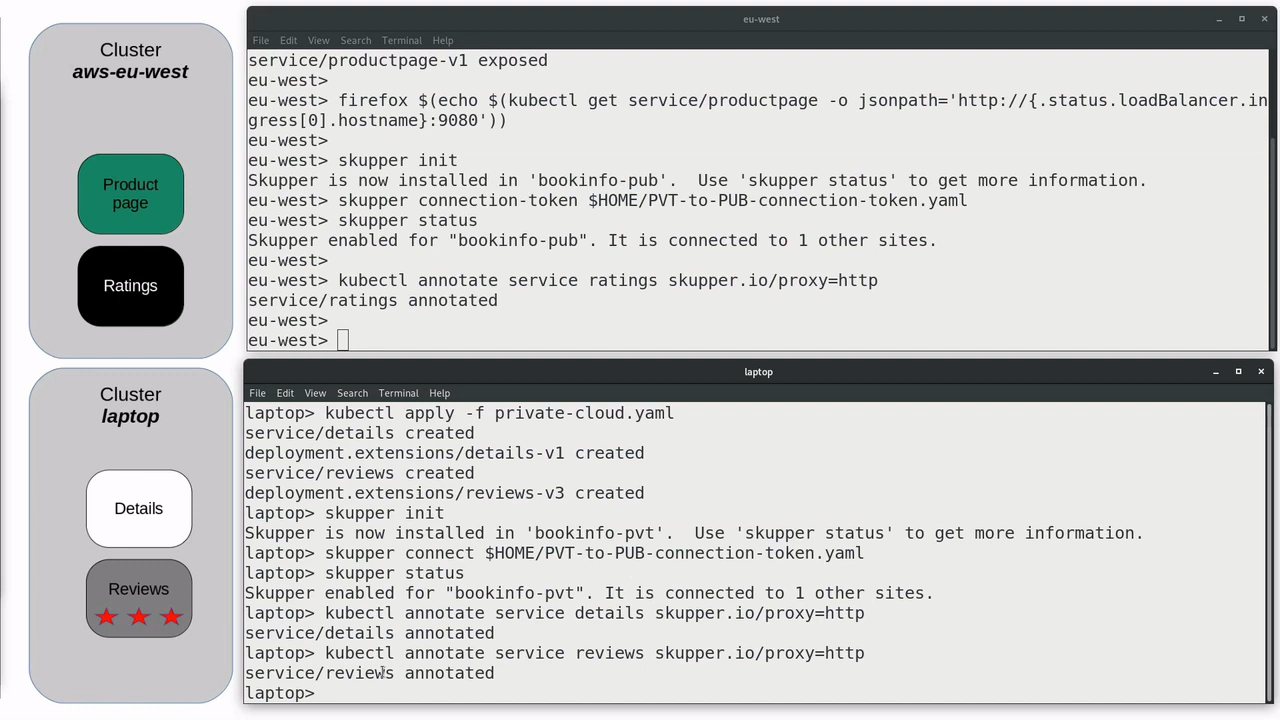 Cluster
aws-eu-west
Product
page
Ratings
Cluster
laptop
Details
Reviews
eu-west
File Edit View Search Terminal Help
service/productpage-v1 exposed
eu-west>
eu-west> firefox $(echo $(kubectl get service/productpage -o jsonpath='http://{.status.loadBalancer.in
gress[0].hostname}:9080'))
eu-west>
eu-west> skupper init
Skupper is now installed in 'bookinfo-pub'.  Use 'skupper status' to get more information.
eu-west> skupper connection-token $HOME/PVT-to-PUB-connection-token.yaml
eu-west> skupper status
Skupper enabled for "bookinfo-pub". It is connected to 1 other sites.
eu-west>
eu-west> kubectl annotate service ratings skupper.io/proxy=http
service/ratings annotated
eu-west>
eu-west>
laptop
File Edit View Search Terminal Help
laptop> kubectl apply -f private-cloud.yaml
service/details created
deployment.extensions/details-v1 created
service/reviews created
deployment.extensions/reviews-v3 created
laptop> skupper init
Skupper is now installed in 'bookinfo-pvt'.  Use 'skupper status' to get more information.
laptop> skupper connect $HOME/PVT-to-PUB-connection-token.yaml
laptop> skupper status
Skupper enabled for "bookinfo-pvt". It is connected to 1 other sites.
laptop> kubectl annotate service details skupper.io/proxy=http
service/details annotated
laptop> kubectl annotate service reviews skupper.io/proxy=http
service/reviews annotated
laptop>